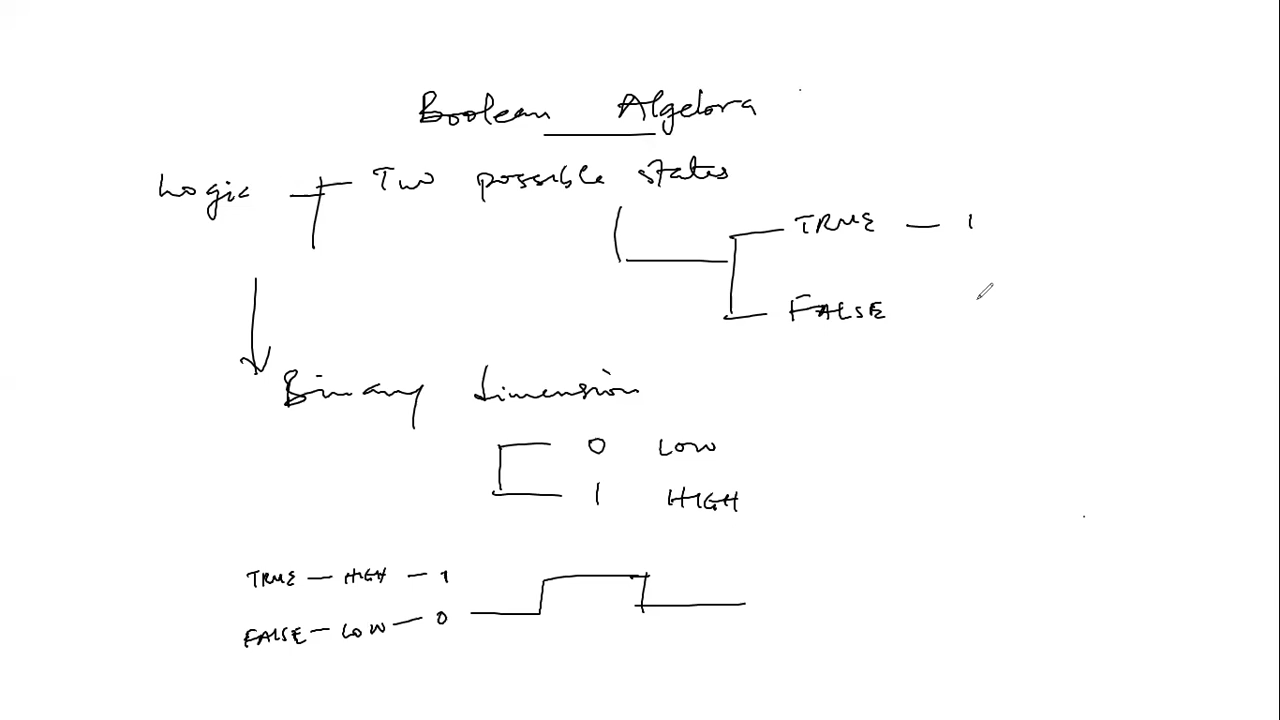 Boolean Algebra
Logic Two possible states
TRUE — 1
FALSE
Binary dimension
0 LOW
1 HIGH
TRUE — HIGH — 1
FALSE — LOW — 0